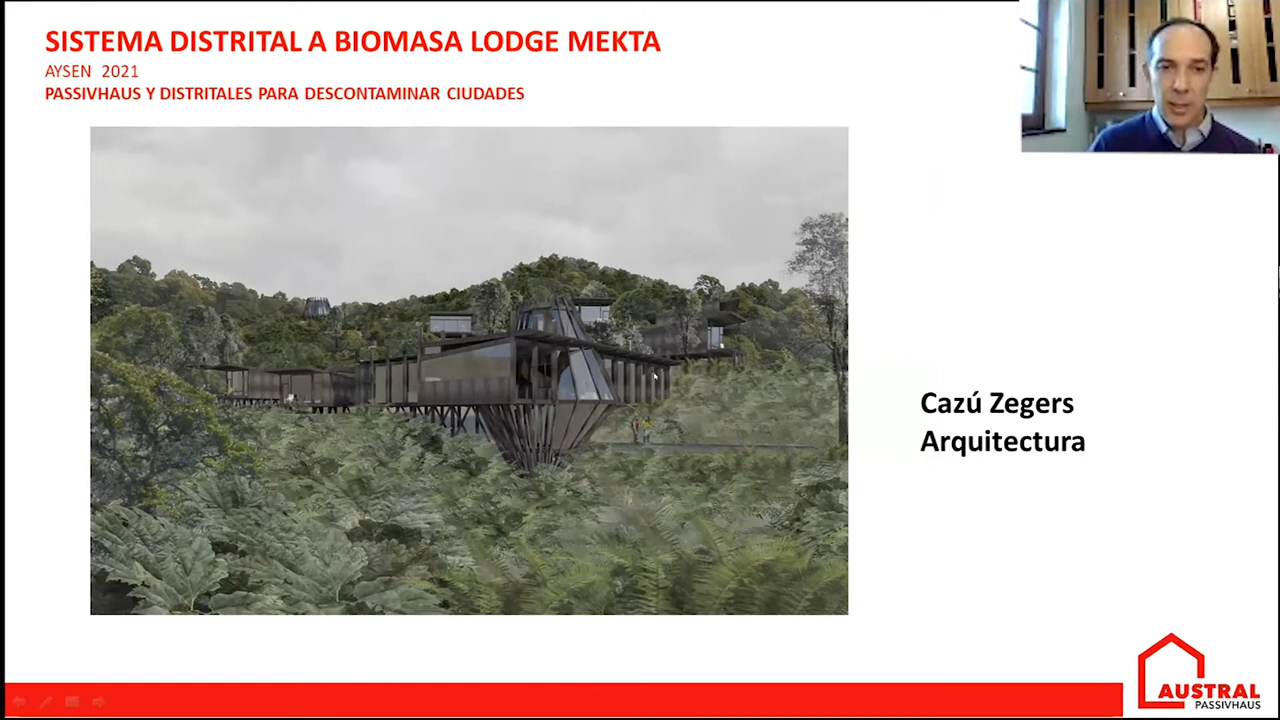 SISTEMA DISTRITAL A BIOMASA LODGE MEKTA
AYSEN 2021
PASSIVHAUS Y DISTRITALES PARA DESCONTAMINAR CIUDADES
Cazú Zegers
Arquitectura
AUSTRAL
PASSIVHAUS